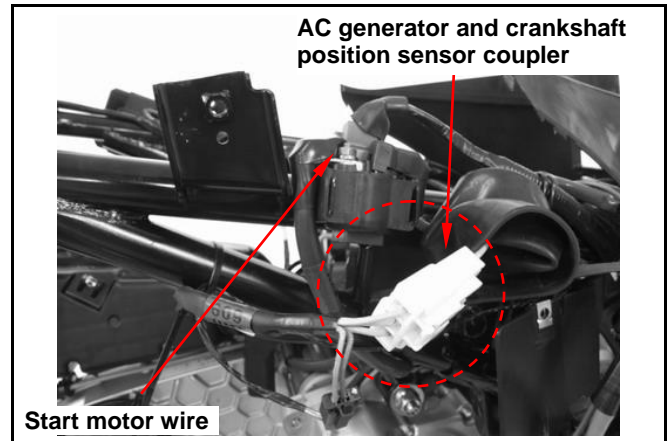 AC generator and crankshaft
position sensor coupler
Start motor wire